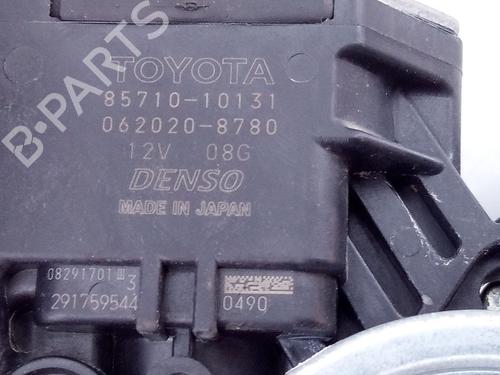 B-PARTS
TOYOTA
85710-10131
062020-8780
12V 08G
DENSO
MADE IN JAPAN
08291701 3
291759544
0490